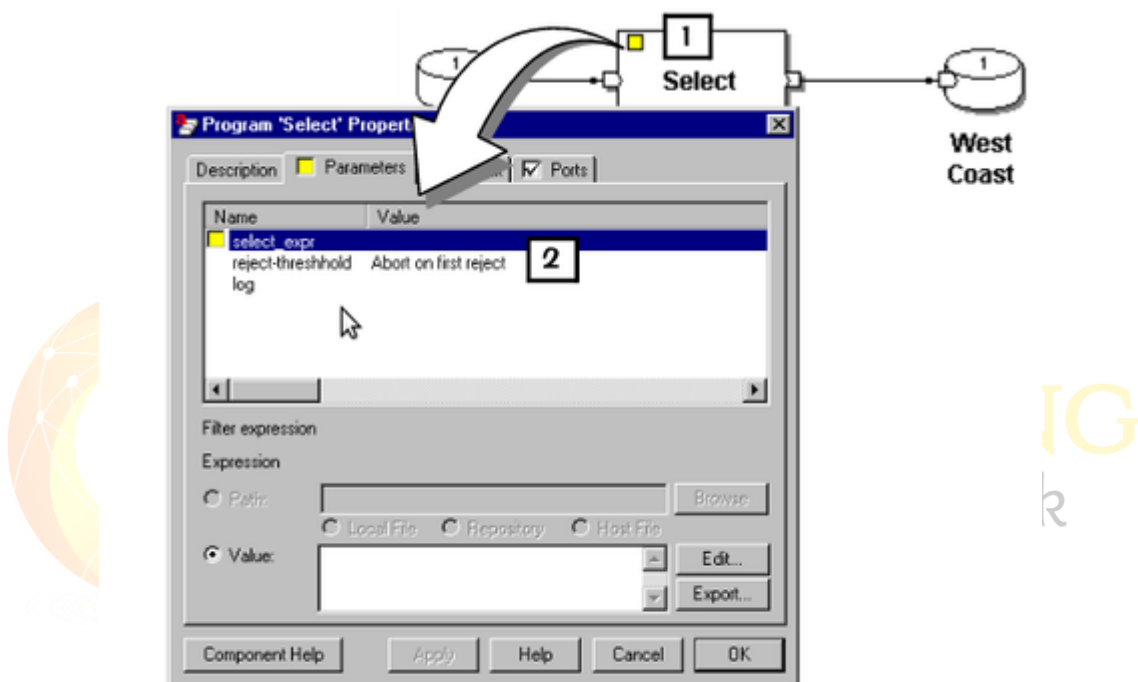 1
1
Select
1
West
Coast
Program 'Select' Propert
Description
Parameters
Ports
Name Value
select_expr
reject-threshhold Abort on first reject
2
log
Filter expression
Expression
Path: Browse
Local File Repository Host File
Value: Edit...
Export...
Component Help Apply Help Cancel OK